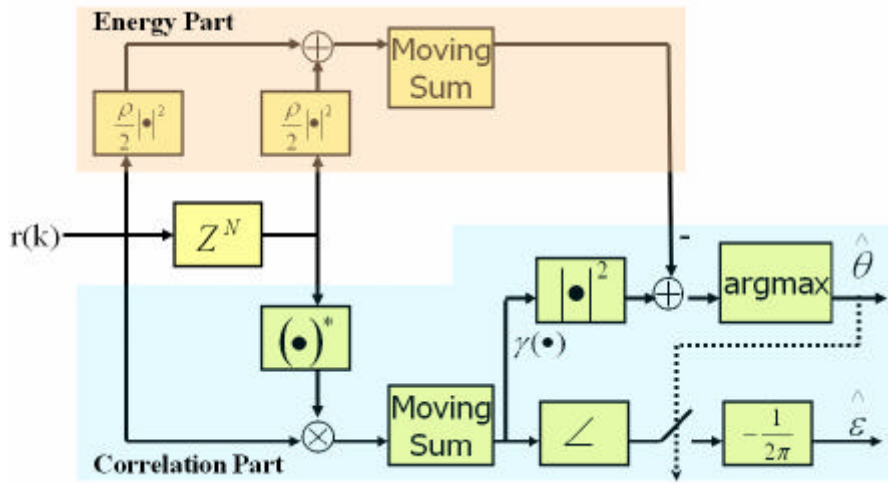 Energy Part
Moving
Sum
ρ/2 |•|²
ρ/2 |•|²
r(k)
Z^N
-
|•|²
argmax
θ̂
(•)*
γ(•)
Moving
Sum
∠
-1/2π
ε̂
Correlation Part